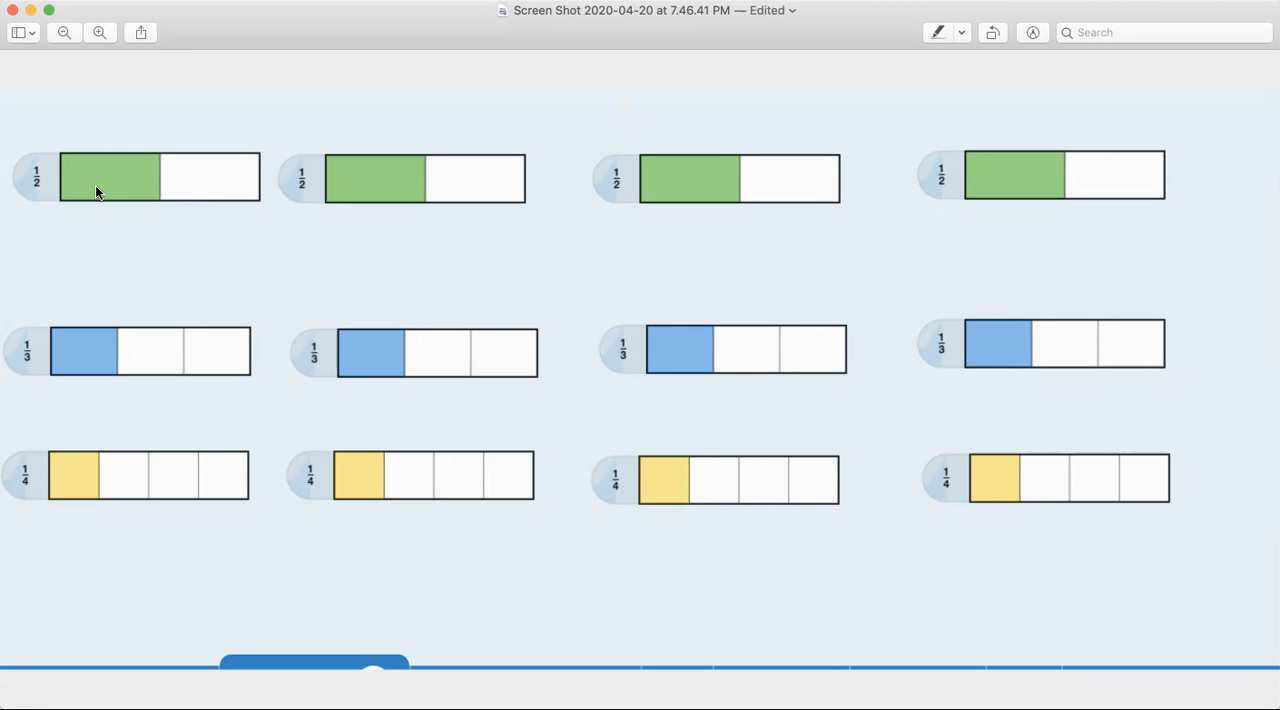 Screen Shot 2020-04-20 at 7.46.41 PM — Edited
Search
1/2 1/2 1/2 1/2
1/3 1/3 1/3 1/3
1/4 1/4 1/4 1/4